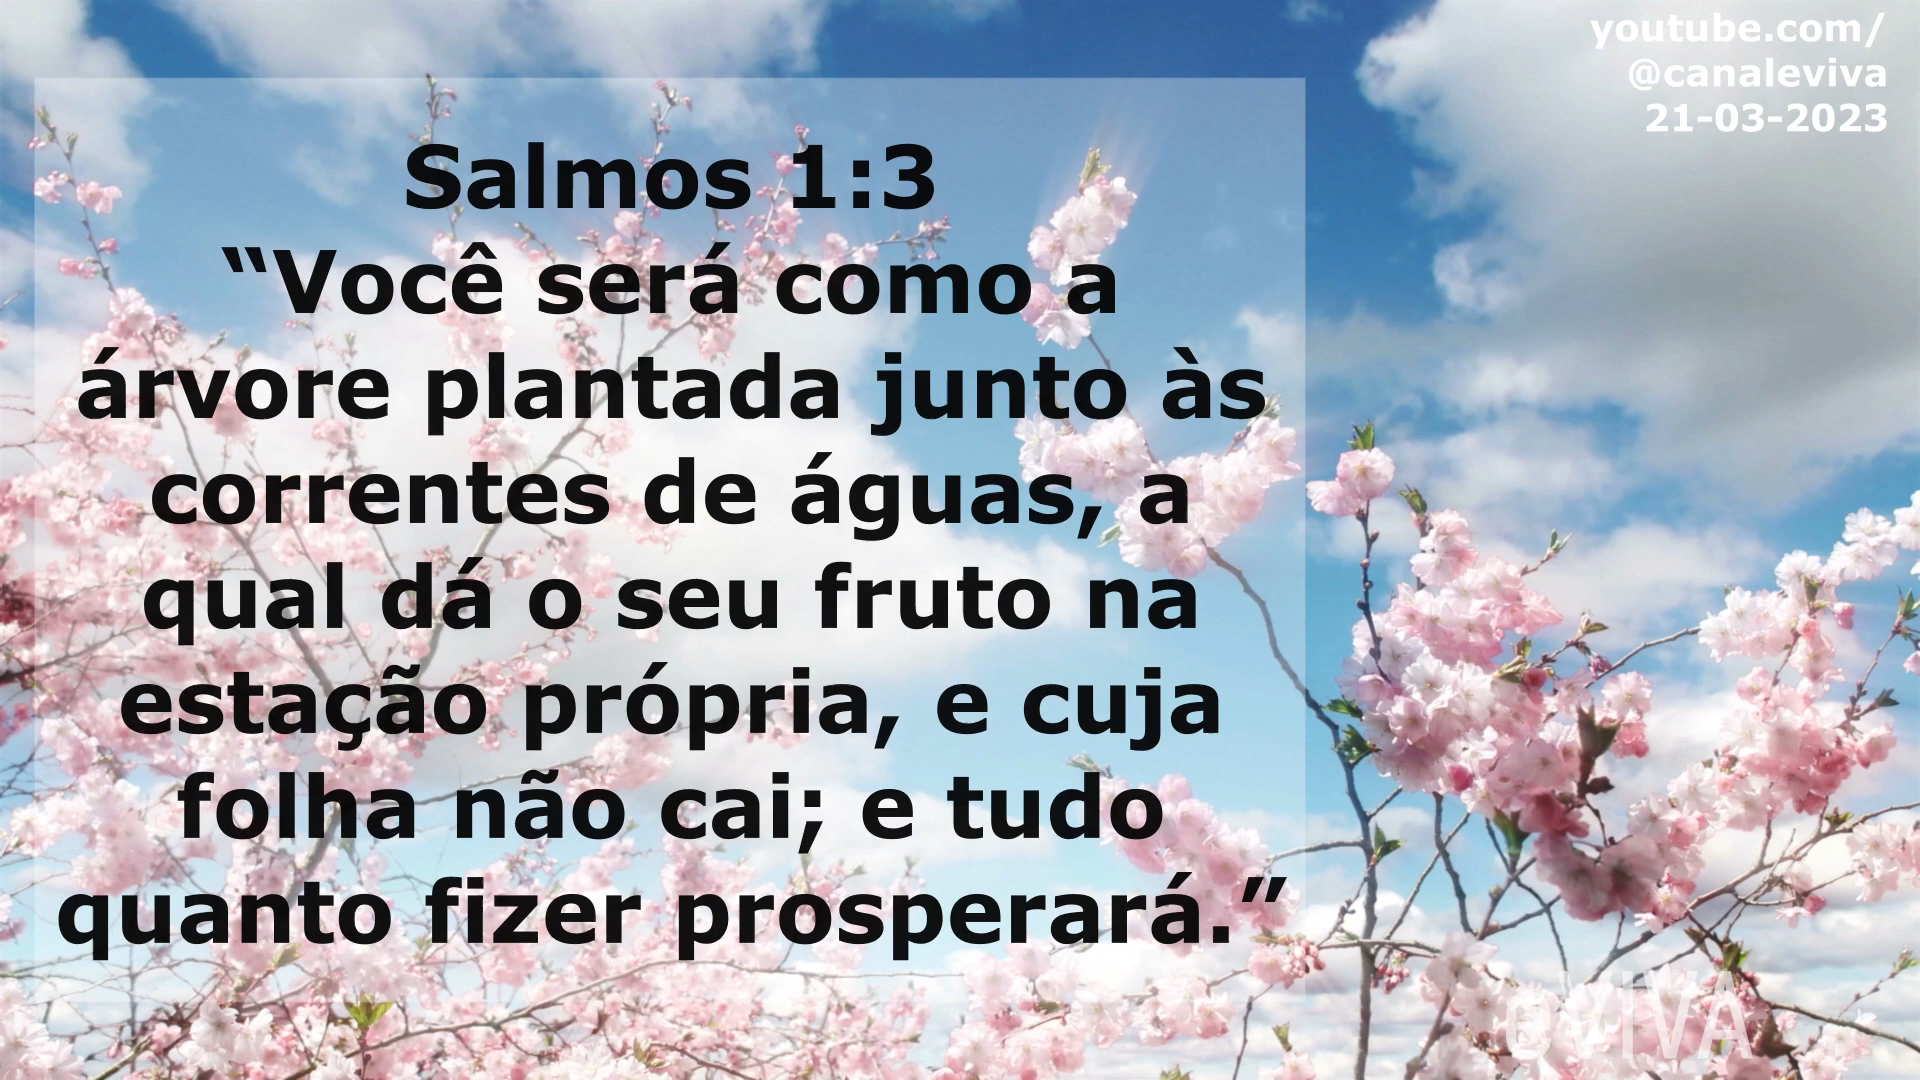 youtube.com/
@canaleviva
21-03-2023
Salmos 1:3
“Você será como a
árvore plantada junto às
correntes de águas, a
qual dá o seu fruto na
estação própria, e cuja
folha não cai; e tudo
quanto fizer prosperará.”
eVIVA